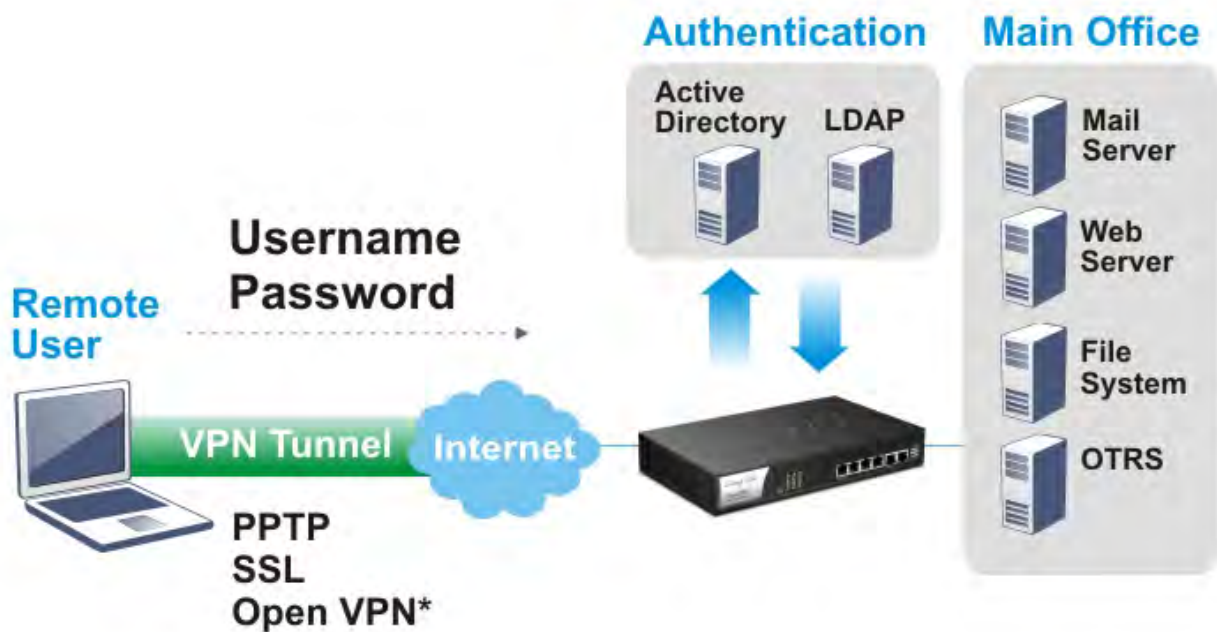 Authentication
Main Office
Active
Directory
LDAP
Mail
Server
Web
Server
File
System
OTRS
Username
Password
Remote
User
VPN Tunnel
Internet
PPTP
SSL
Open VPN*